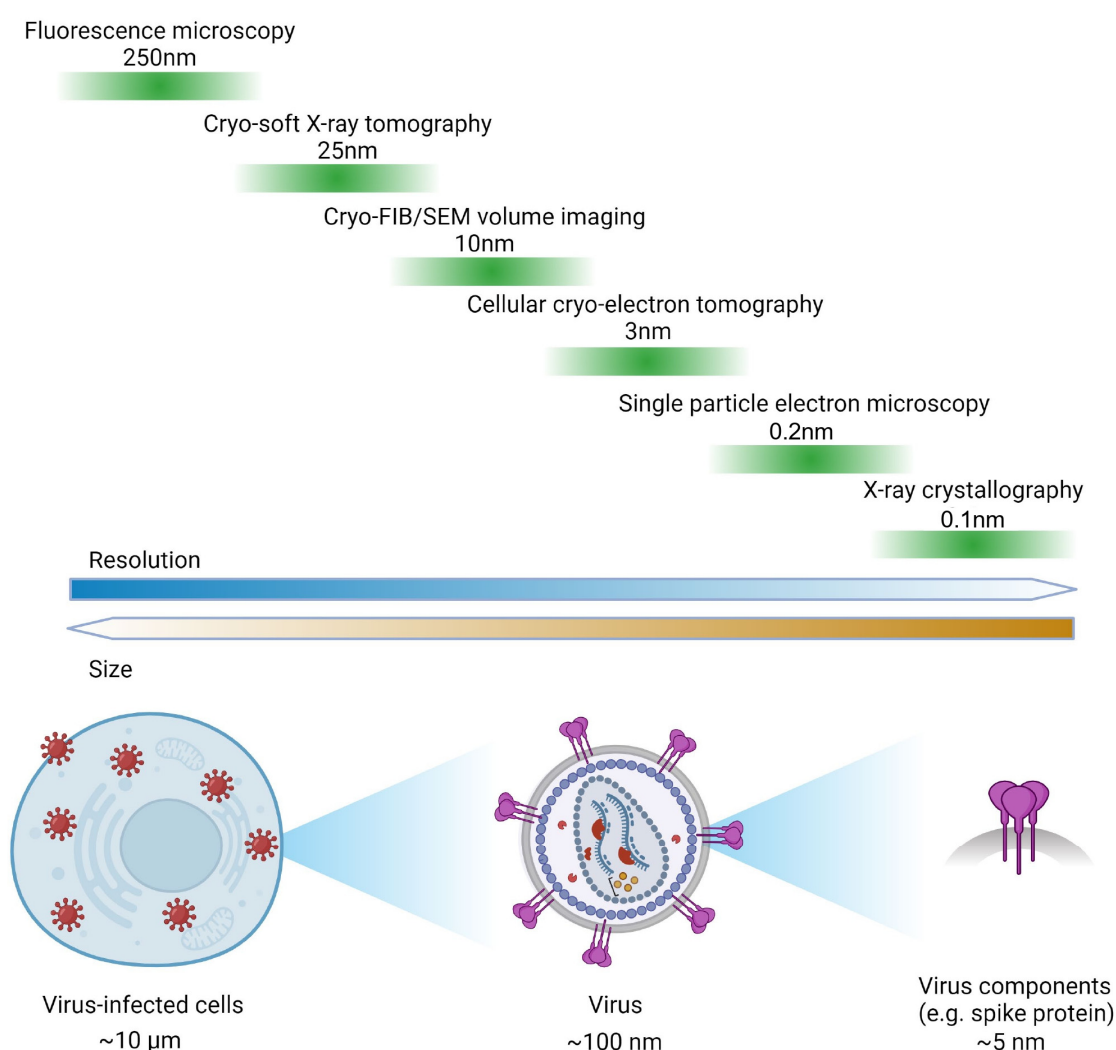 Fluorescence microscopy
250nm
Cryo-soft X-ray tomography
25nm
Cryo-FIB/SEM volume imaging
10nm
Cellular cryo-electron tomography
3nm
Single particle electron microscopy
0.2nm
X-ray crystallography
0.1nm
Resolution
Size
Virus-infected cells
~10 µm
Virus
~100 nm
Virus components
(e.g. spike protein)
~5 nm